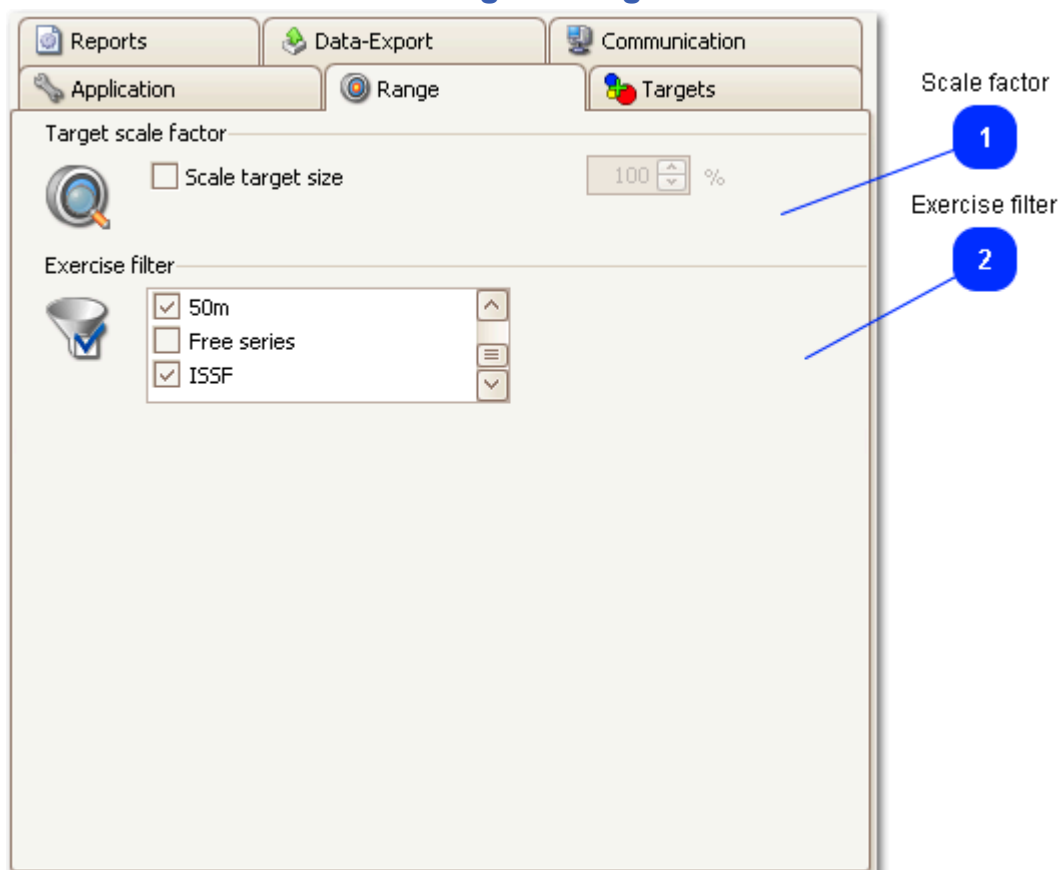 Reports Data-Export Communication
Application Range Targets
Scale factor
1
Target scale factor
Scale target size 100 %
Exercise filter
2
Exercise filter
50m
Free series
ISSF